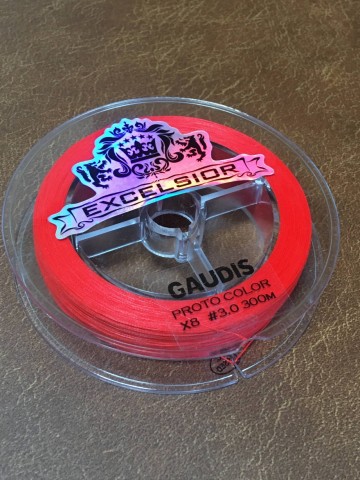 EXCELSIOR
GAUDIS
PROTO COLOR
X8 #3.0 300M